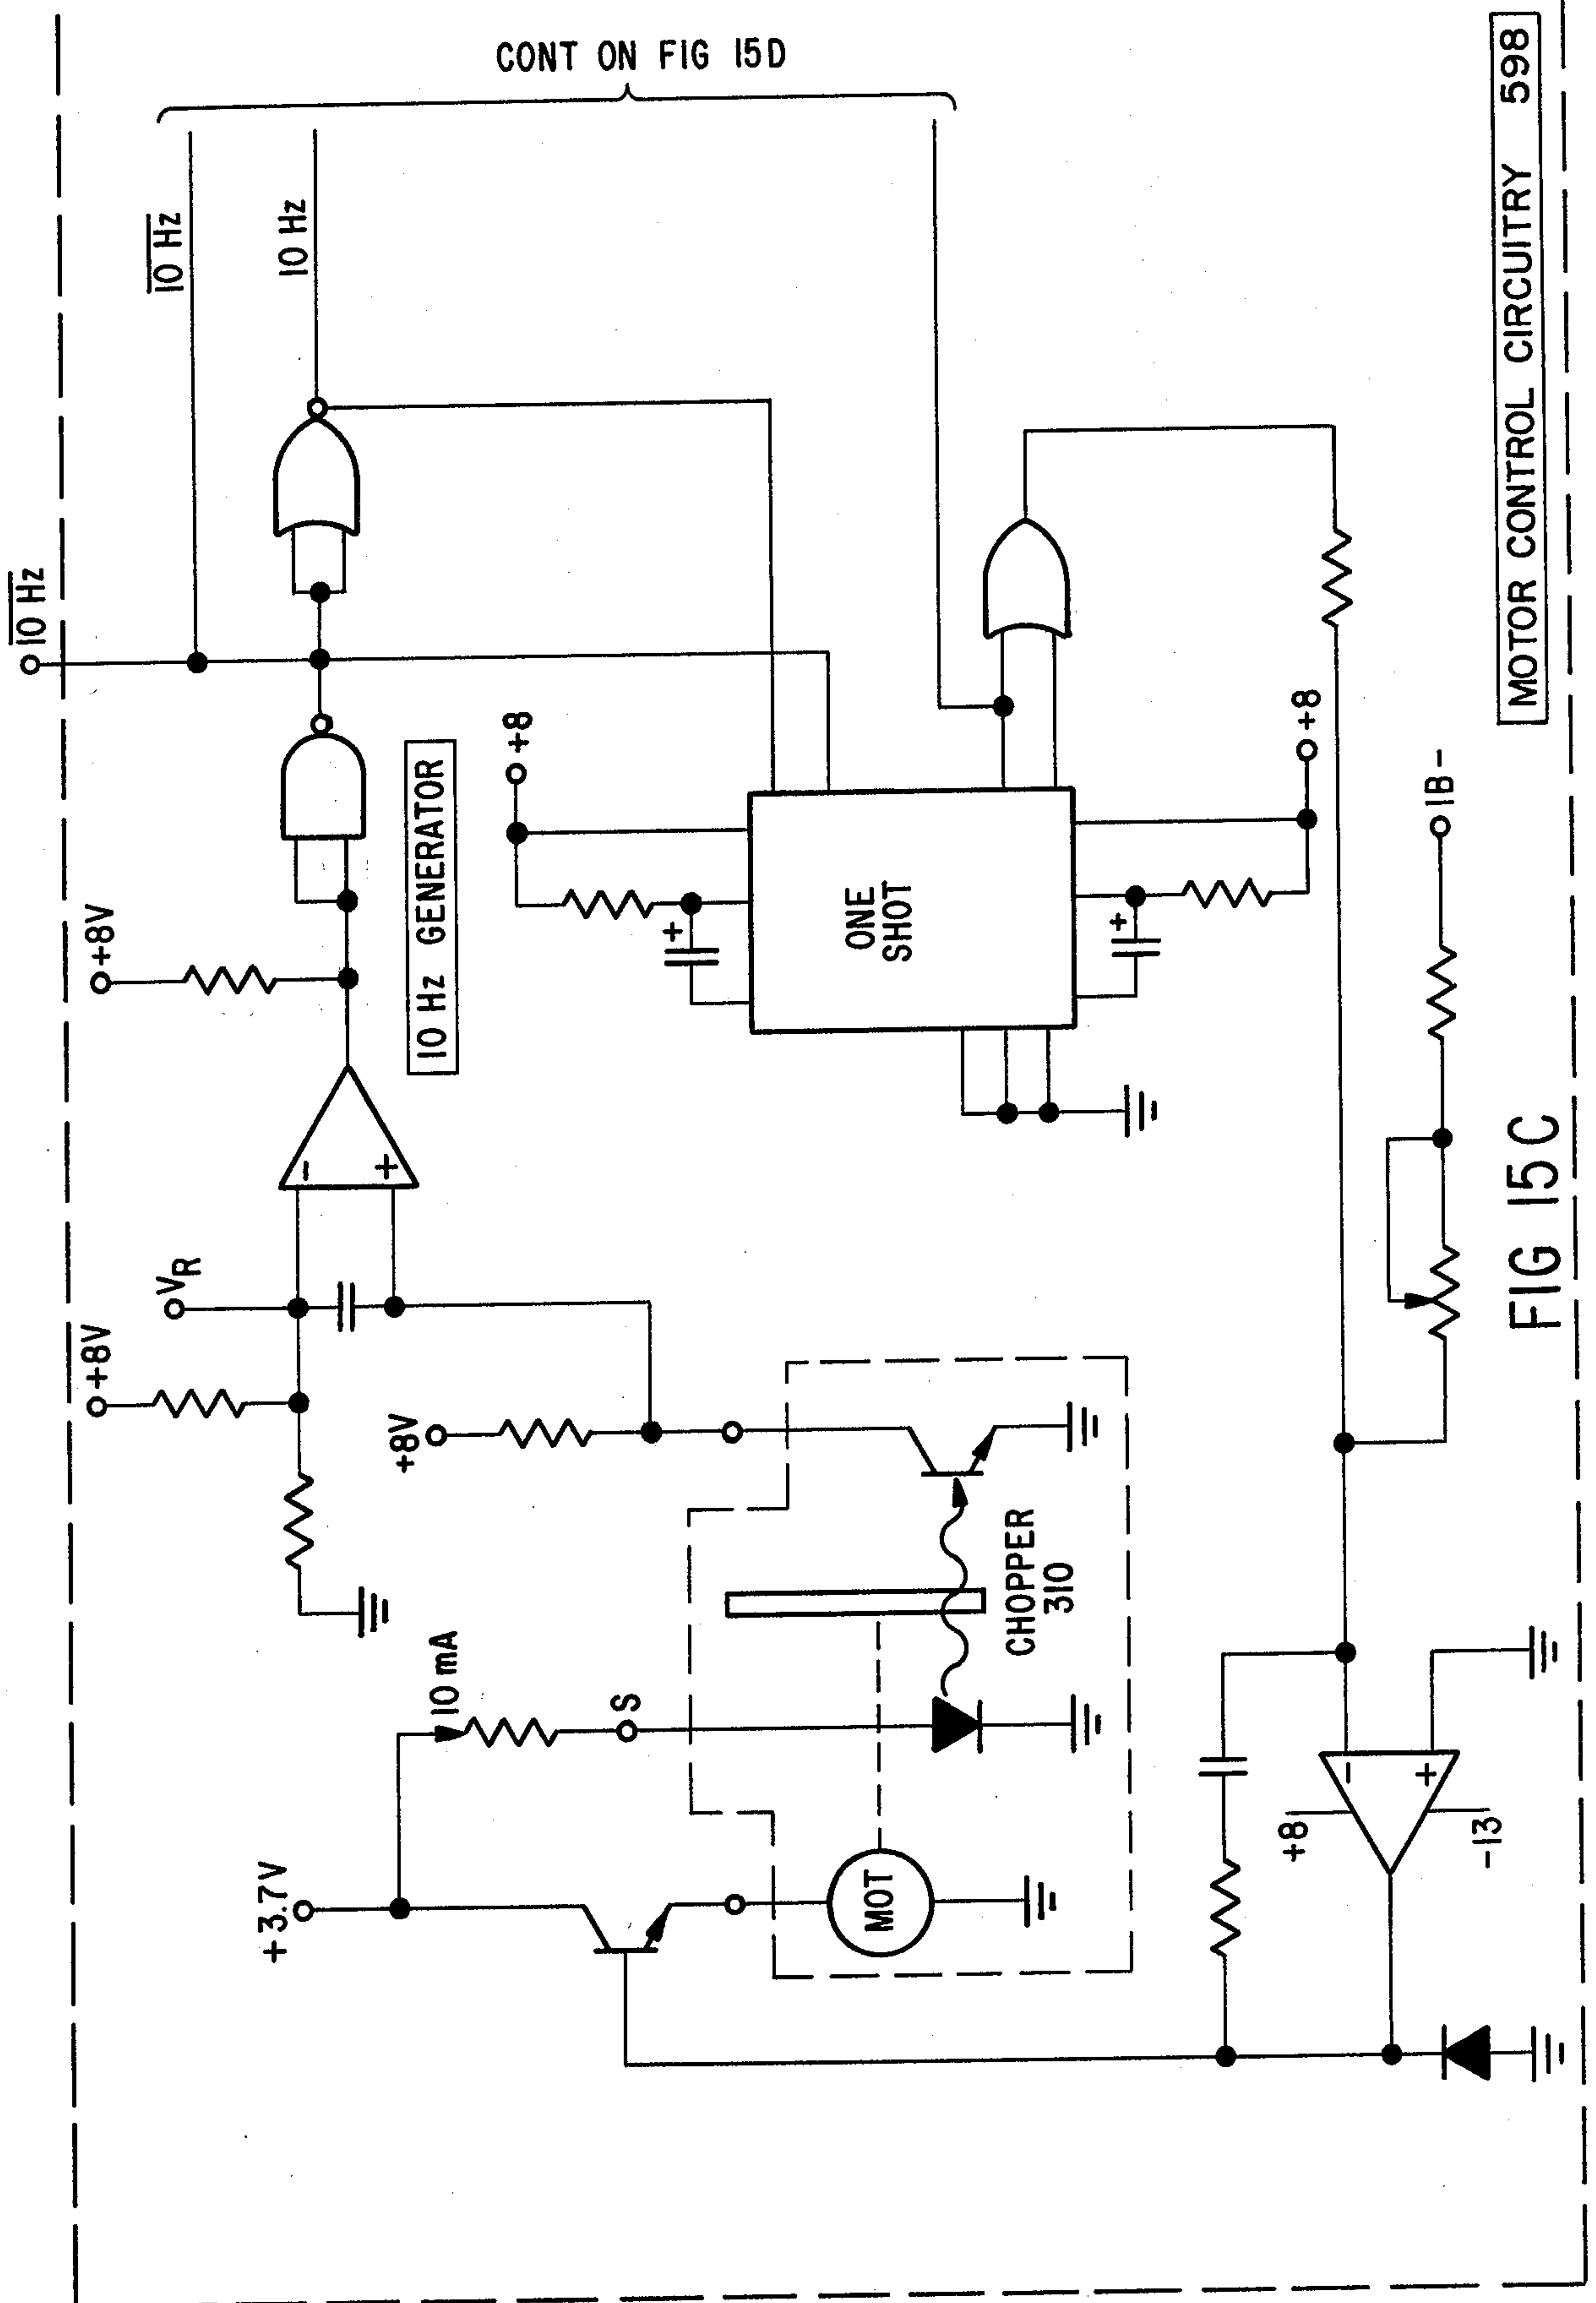 CONT ON FIG 15D
10 Hz
10 Hz
10 Hz
+8V
+8V
VR
-
+
10 Hz GENERATOR
+8
+
ONE
SHOT
+
+8
+8V
10 mA
S
+3.7V
MOT
CHOPPER
310
IB-
+8
-13
-
+
FIG 15C
MOTOR CONTROL CIRCUITRY 598